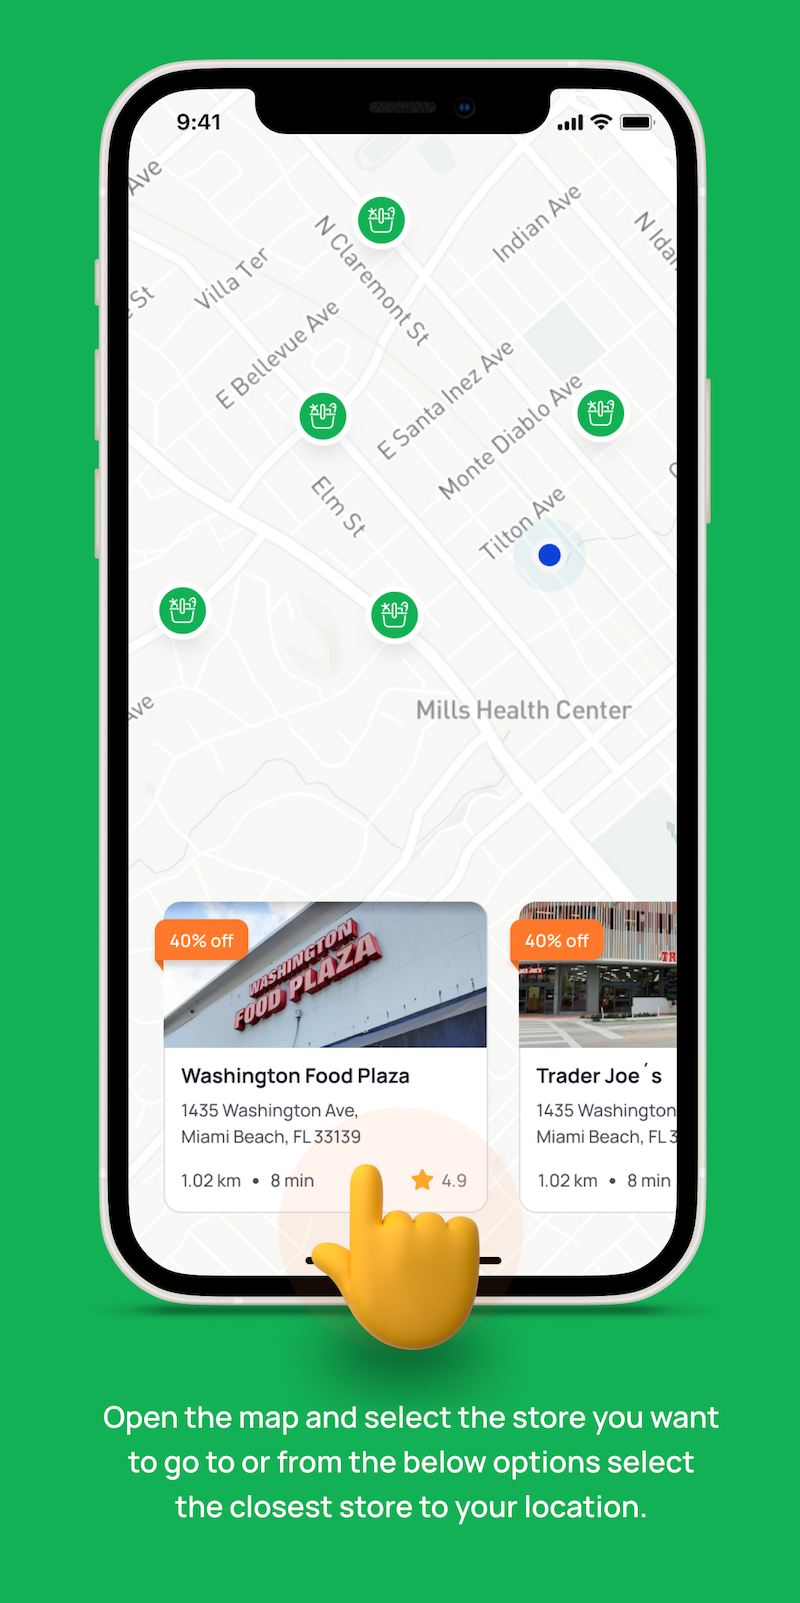 9:41
Ave
Indian Ave
N Claremont St
Villa Ter
e St
E Bellevue Ave
E Santa Inez Ave
Monte Diablo Ave
Elm St
Tilton Ave
Mills Health Center
Ave
40% off
WASHINGTON
FOOD PLAZA
40% off
TR
Washington Food Plaza
1435 Washington Ave,
Miami Beach, FL 33139
1.02 km • 8 min
4.9
Trader Joe´s
1435 Washington
Miami Beach, FL 3
1.02 km • 8 min
Open the map and select the store you want
to go to or from the below options select
the closest store to your location.